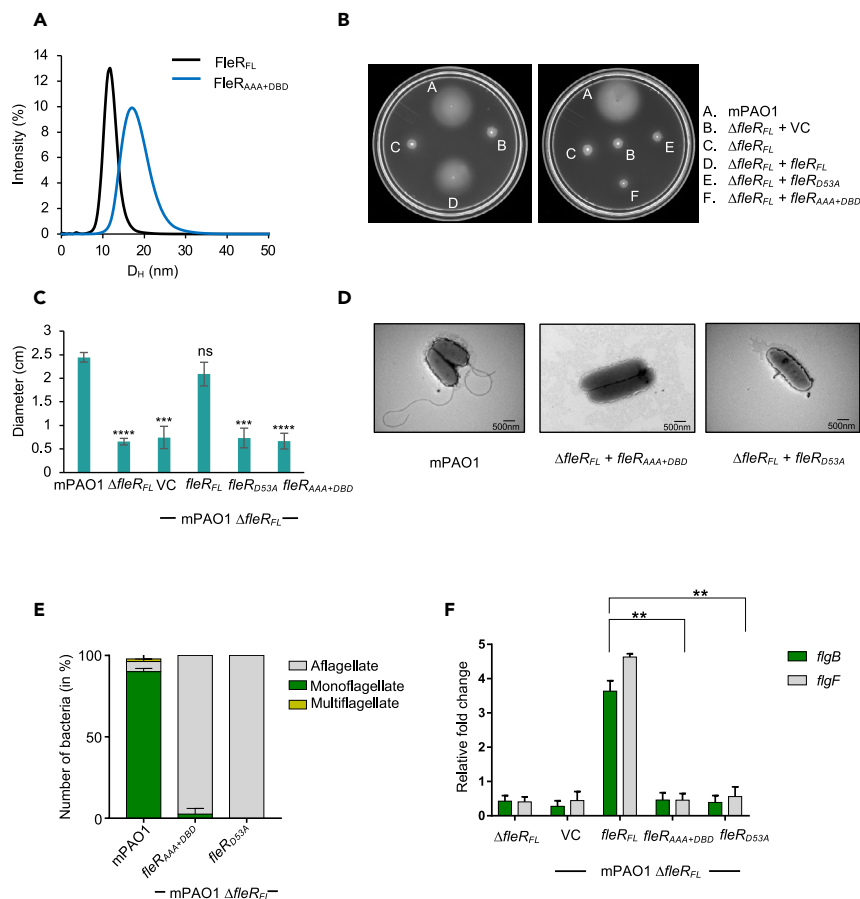 A
FleR_FL
FleR_AAA+DBD
Intensity (%)
14
12
10
8
6
4
2
0
0 10 20 30 40 50
D_H (nm)
B
A
C
B
D
A
C
B
E
F
A. mPAO1
B. ΔfleR_FL + VC
C. ΔfleR_FL
D. ΔfleR_FL + fleR_FL
E. ΔfleR_FL + fleR_D53A
F. ΔfleR_FL + fleR_AAA+DBD
C
Diameter (cm)
3
2.5
2
1.5
1
0.5
0
**** *** ns *** ****
mPAO1 ΔfleR_FL VC fleR_FL fleR_D53A fleR_AAA+DBD
mPAO1 ΔfleR_FL
D
500nm
500nm
500nm
mPAO1
ΔfleR_FL + fleR_AAA+DBD
ΔfleR_FL + fleR_D53A
E
Number of bacteria (in %)
100
50
0
Aflagellate
Monoflagellate
Multiflagellate
mPAO1
fleR_AAA+DBD
fleR_D53A
mPAO1 ΔfleR_FL
F
**
**
Relative fold change
5
4
3
2
1
0
flgB
flgF
ΔfleR_FL VC fleR_FL fleR_AAA+DBD fleR_D53A
mPAO1 ΔfleR_FL